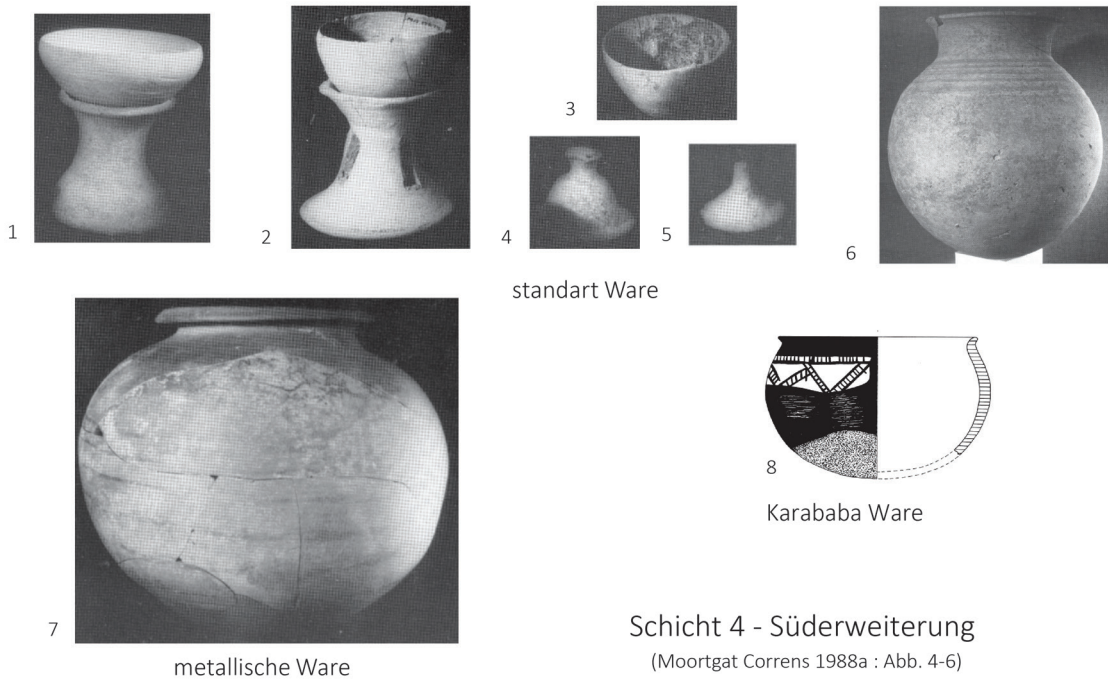 1
2
3
4
5
6
standart Ware
7
metallische Ware
8
Karababa Ware
Schicht 4 - Süderweiterung
(Moortgat Correns 1988a : Abb. 4-6)